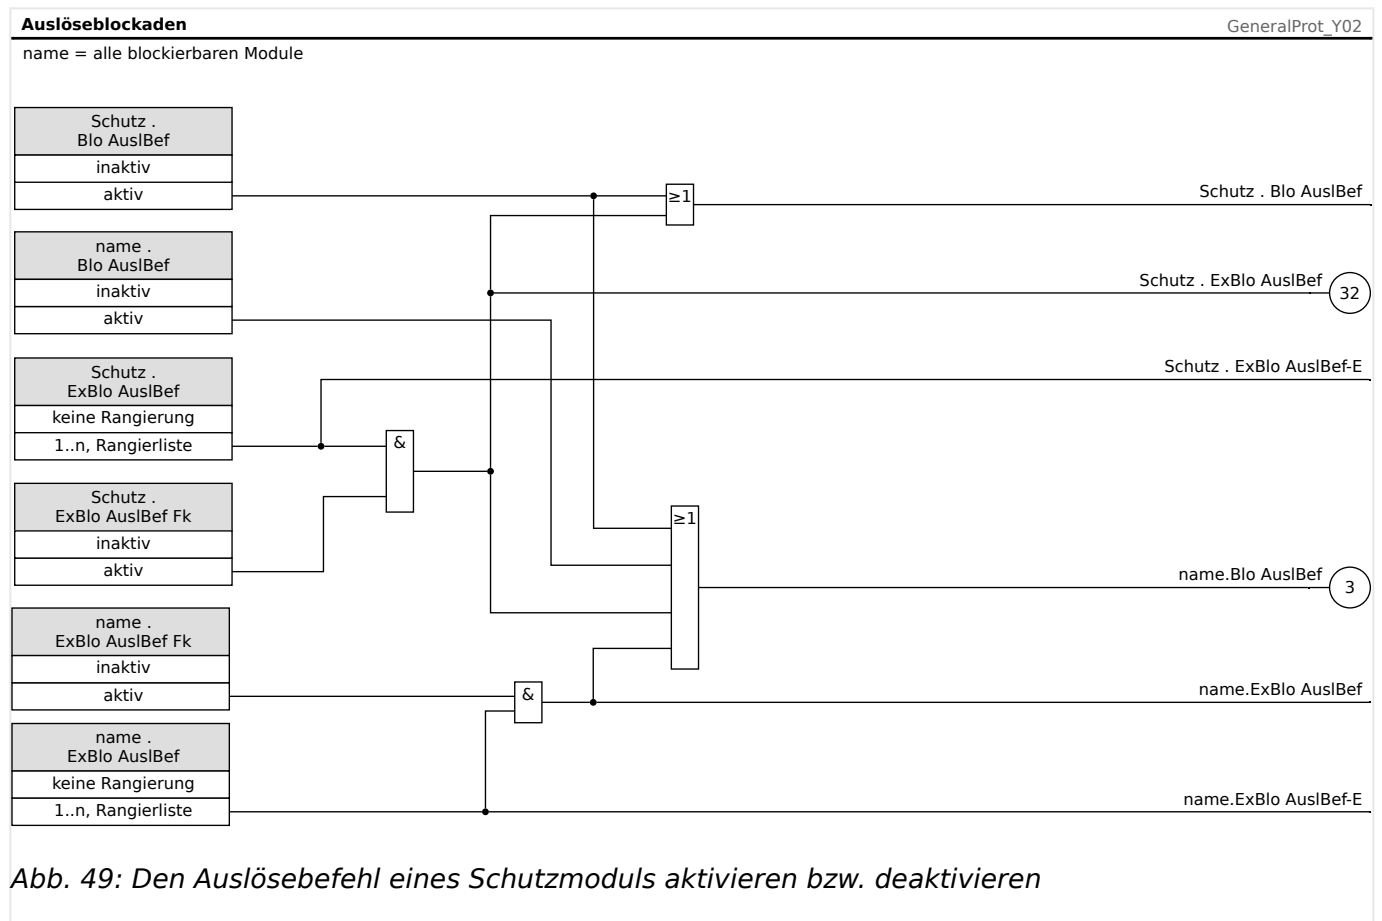 Auslöseblockaden
GeneralProt_Y02
name = alle blockierbaren Module
Schutz .
Blo AuslBef
inaktiv
aktiv
≥1
Schutz . Blo AuslBef
name .
Blo AuslBef
inaktiv
aktiv
Schutz . ExBlo AuslBef
32
Schutz .
ExBlo AuslBef
keine Rangierung
1..n, Rangierliste
Schutz . ExBlo AuslBef-E
&
Schutz .
ExBlo AuslBef Fk
inaktiv
aktiv
≥1
name.Blo AuslBef
3
name .
ExBlo AuslBef Fk
inaktiv
aktiv
&
name.ExBlo AuslBef
name .
ExBlo AuslBef
keine Rangierung
1..n, Rangierliste
name.ExBlo AuslBef-E
Abb. 49: Den Auslösebefehl eines Schutzmoduls aktivieren bzw. deaktivieren